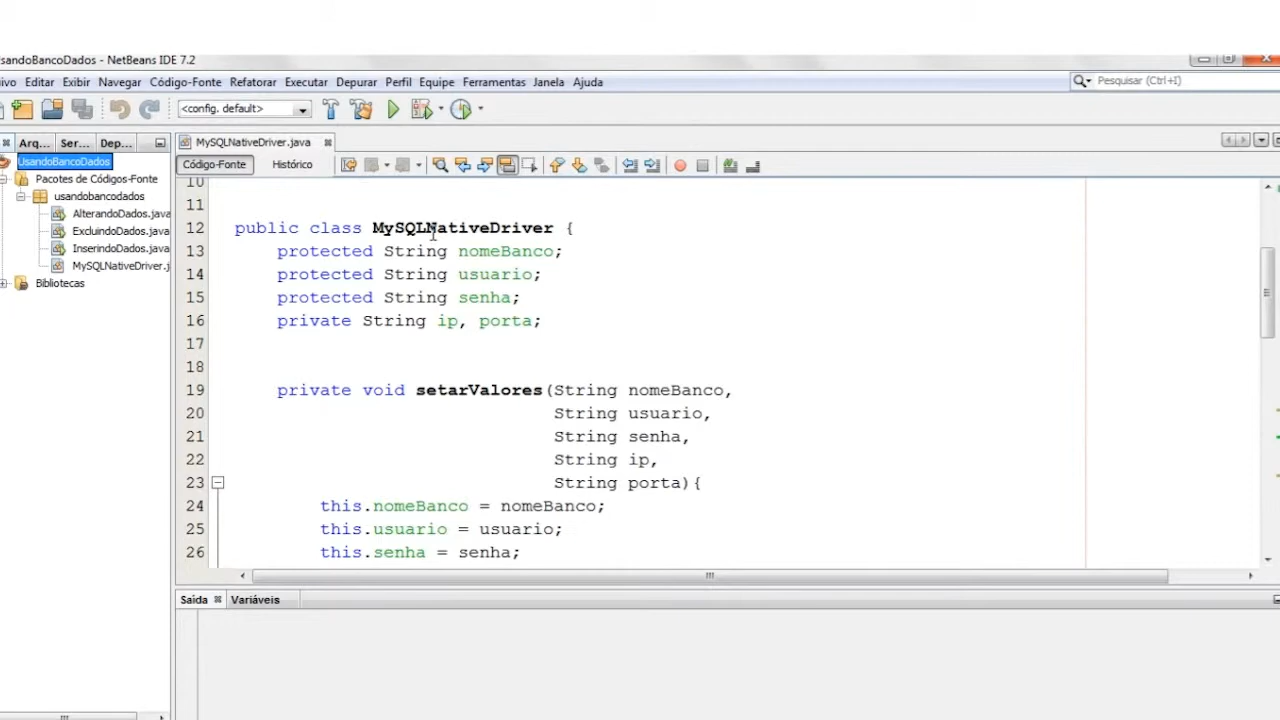 UsandoBancoDados - NetBeans IDE 7.2
ivo Editar Exibir Navegar Código-Fonte Refatorar Executar Depurar Perfil Equipe Ferramentas Janela Ajuda
Pesquisar (Ctrl+I)
<config. default>
Arq... Ser... Dep...
MySQLNativeDriver.java
UsandoBancoDados
Pacotes de Códigos-Fonte
usandobancodados
AlterandoDados.java
ExcluindoDados.java
InserindoDados.java
MySQLNativeDriver.j
Bibliotecas
Código-Fonte Histórico
10
11
12 public class MySQLNativeDriver {
13 protected String nomeBanco;
14 protected String usuario;
15 protected String senha;
16 private String ip, porta;
17
18
19 private void setarValores(String nomeBanco,
20 String usuario,
21 String senha,
22 String ip,
23 String porta){
24 this.nomeBanco = nomeBanco;
25 this.usuario = usuario;
26 this.senha = senha;
Saída Variáveis